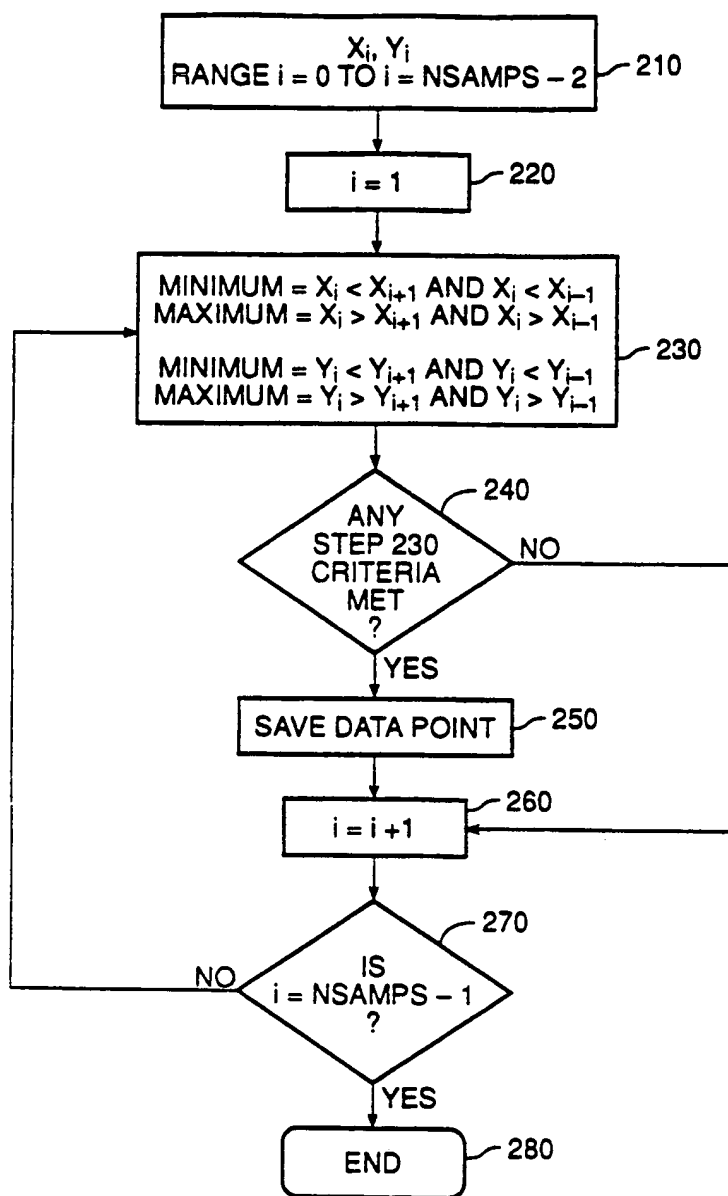 Xi, Yi
RANGE i = 0 TO i = NSAMPS – 2
210
i = 1
220
MINIMUM = Xi < Xi+1 AND Xi < Xi–1
MAXIMUM = Xi > Xi+1 AND Xi > Xi–1
MINIMUM = Yi < Yi+1 AND Yi < Yi–1
MAXIMUM = Yi > Yi+1 AND Yi > Yi–1
230
240
ANY
STEP 230
CRITERIA
MET
?
NO
YES
SAVE DATA POINT
250
260
i = i +1
270
IS
i = NSAMPS – 1
?
NO
YES
END
280